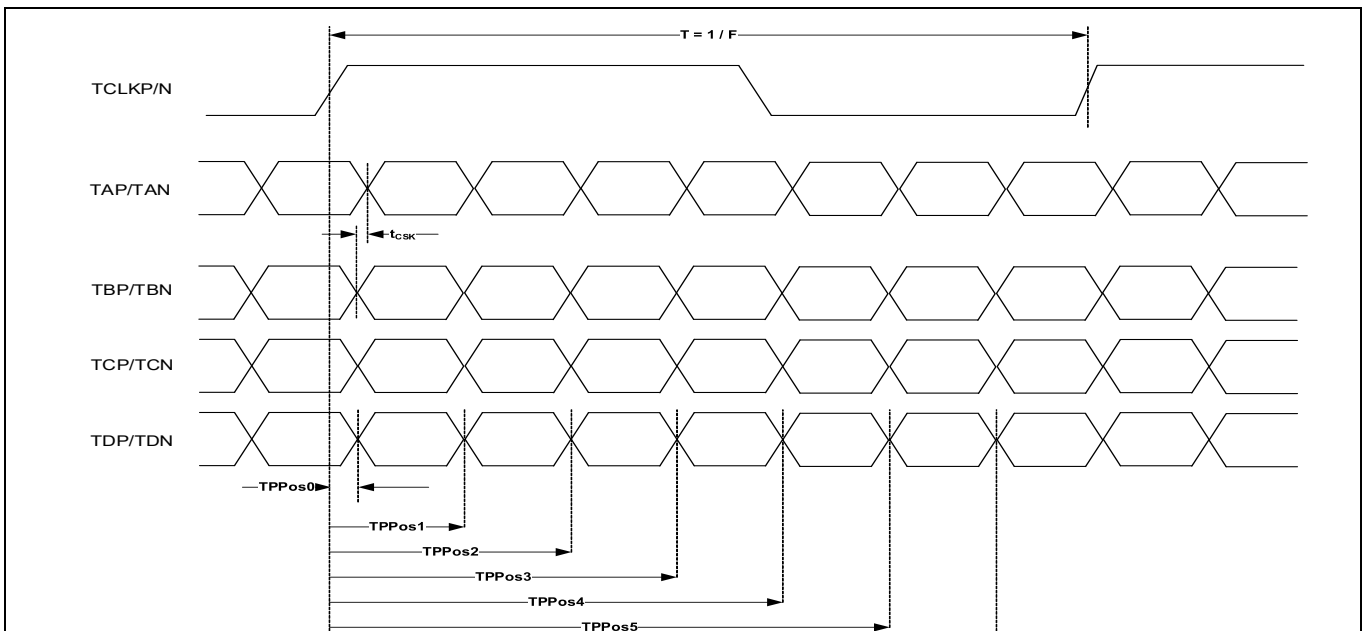 T = 1 / F
TCLKP/N
TAP/TAN
tCSK
TBP/TBN
TCP/TCN
TDP/TDN
TPPos0
TPPos1
TPPos2
TPPos3
TPPos4
TPPos5